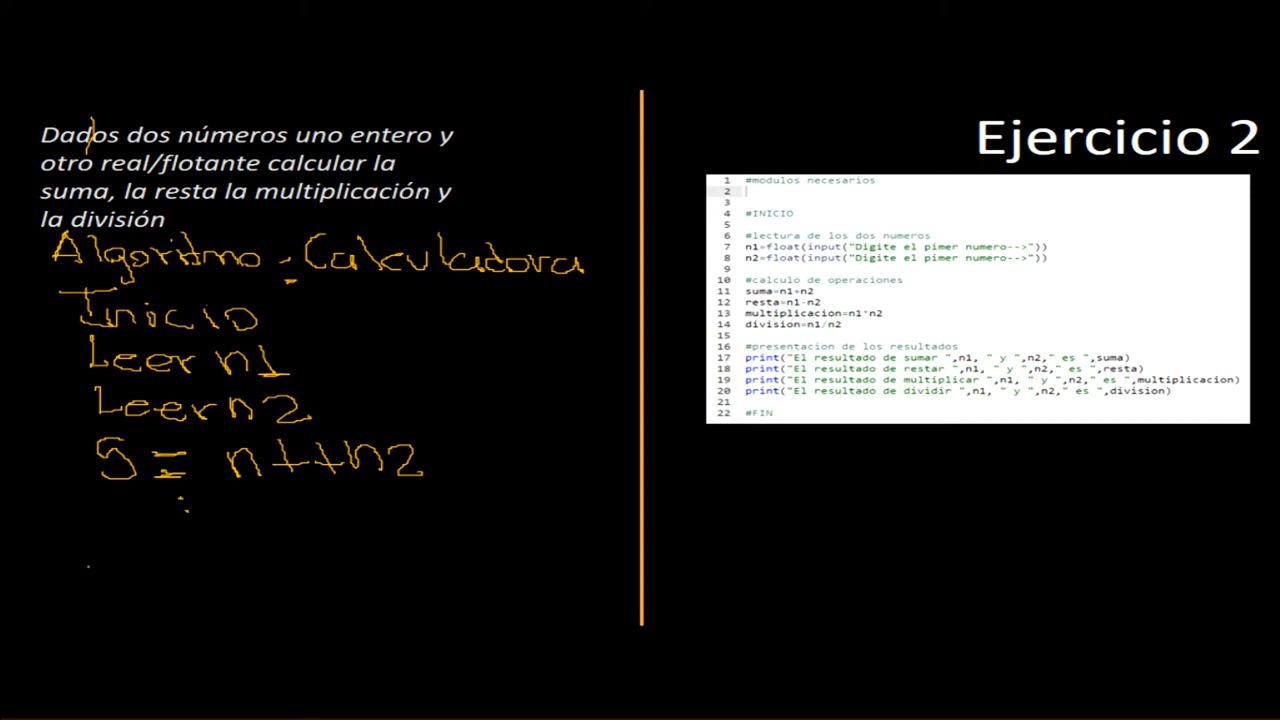 Dados dos números uno entero y
otro real/flotante calcular la
suma, la resta la multiplicación y
la división
Algoritmo : Calculadora
Inicio
Leer n1
Leer n2
S = n1+n2
Ejercicio 2
1 #modulos necesarios
2
3
4 #INICIO
5
6 #lectura de los dos numeros
7 n1=float(input("Digite el pimer numero-->"))
8 n2=float(input("Digite el pimer numero-->"))
9
10 #calculo de operaciones
11 suma=n1+n2
12 resta=n1-n2
13 multiplicacion=n1*n2
14 division=n1/n2
15
16 #presentacion de los resultados
17 print("El resultado de sumar ",n1, " y ",n2," es ",suma)
18 print("El resultado de restar ",n1, " y ",n2," es ",resta)
19 print("El resultado de multiplicar ",n1, " y ",n2," es ",multiplicacion)
20 print("El resultado de dividir ",n1, " y ",n2," es ",division)
21
22 #FIN